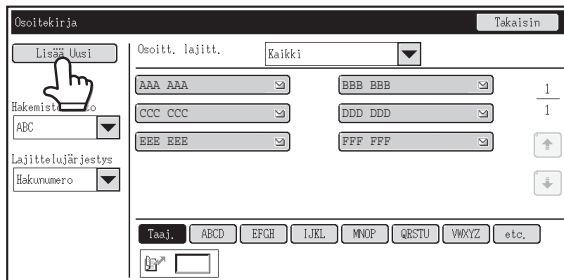 Osoitekirja
Takaisin
Lisää Uusi
Osoitt. lajitt.
Kaikki
AAA AAA
BBB BBB
CCC CCC
DDD DDD
EEE EEE
FFF FFF
1
1
ABC
Lajittelujärjestys
Hakunumero
Taaj.
ABCD
EFGH
IJKL
MNOP
QRSTU
VWXYZ
etc.